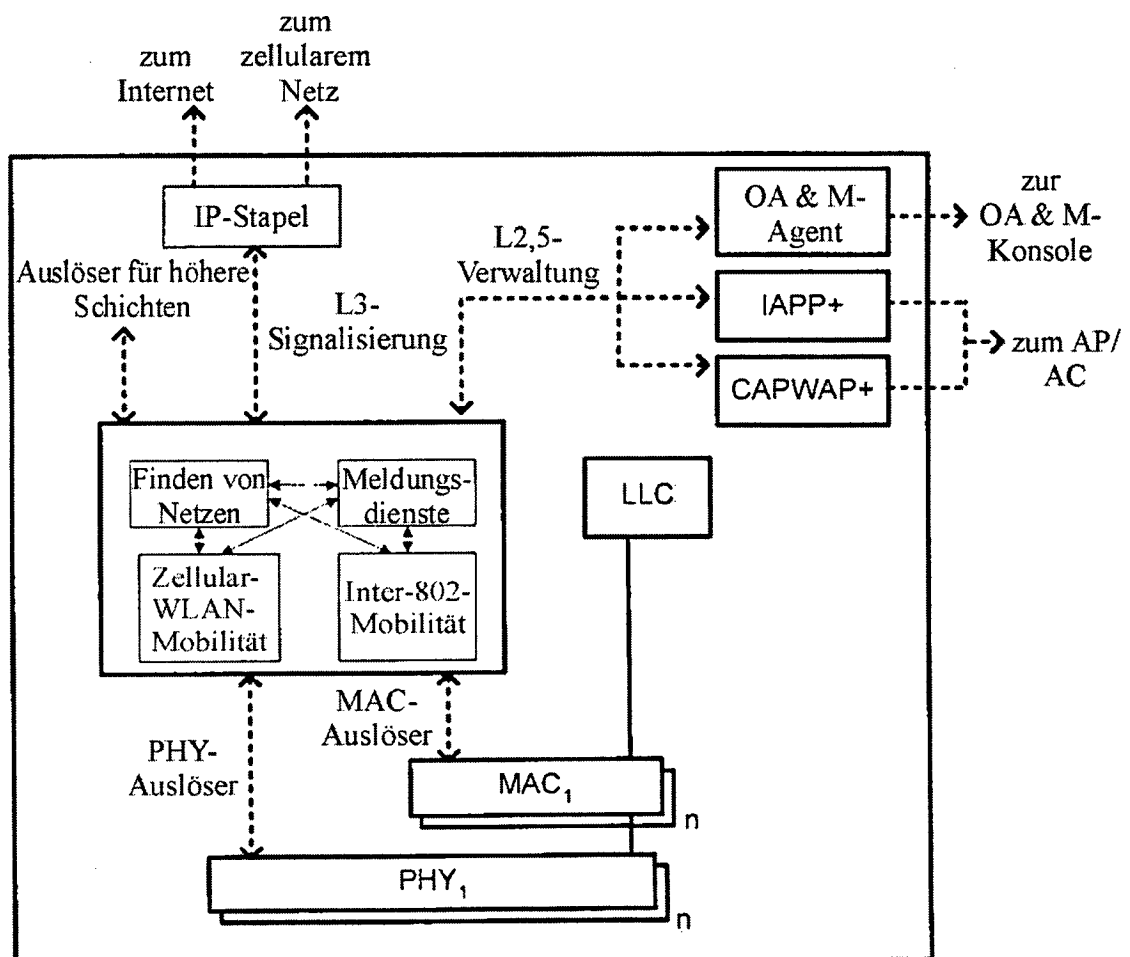 zum
Internet
zum
zellularem
Netz
IP-Stapel
OA & M-
Agent
zur
OA & M-
Konsole
L2,5-
Verwaltung
Auslöser für höhere
Schichten
L3-
Signalisierung
IAPP+
zum AP/
AC
CAPWAP+
Finden von
Netzen
Meldungs-
dienste
LLC
Zellular-
WLAN-
Mobilität
Inter-802-
Mobilität
MAC-
Auslöser
PHY-
Auslöser
MAC₁
n
PHY₁
n